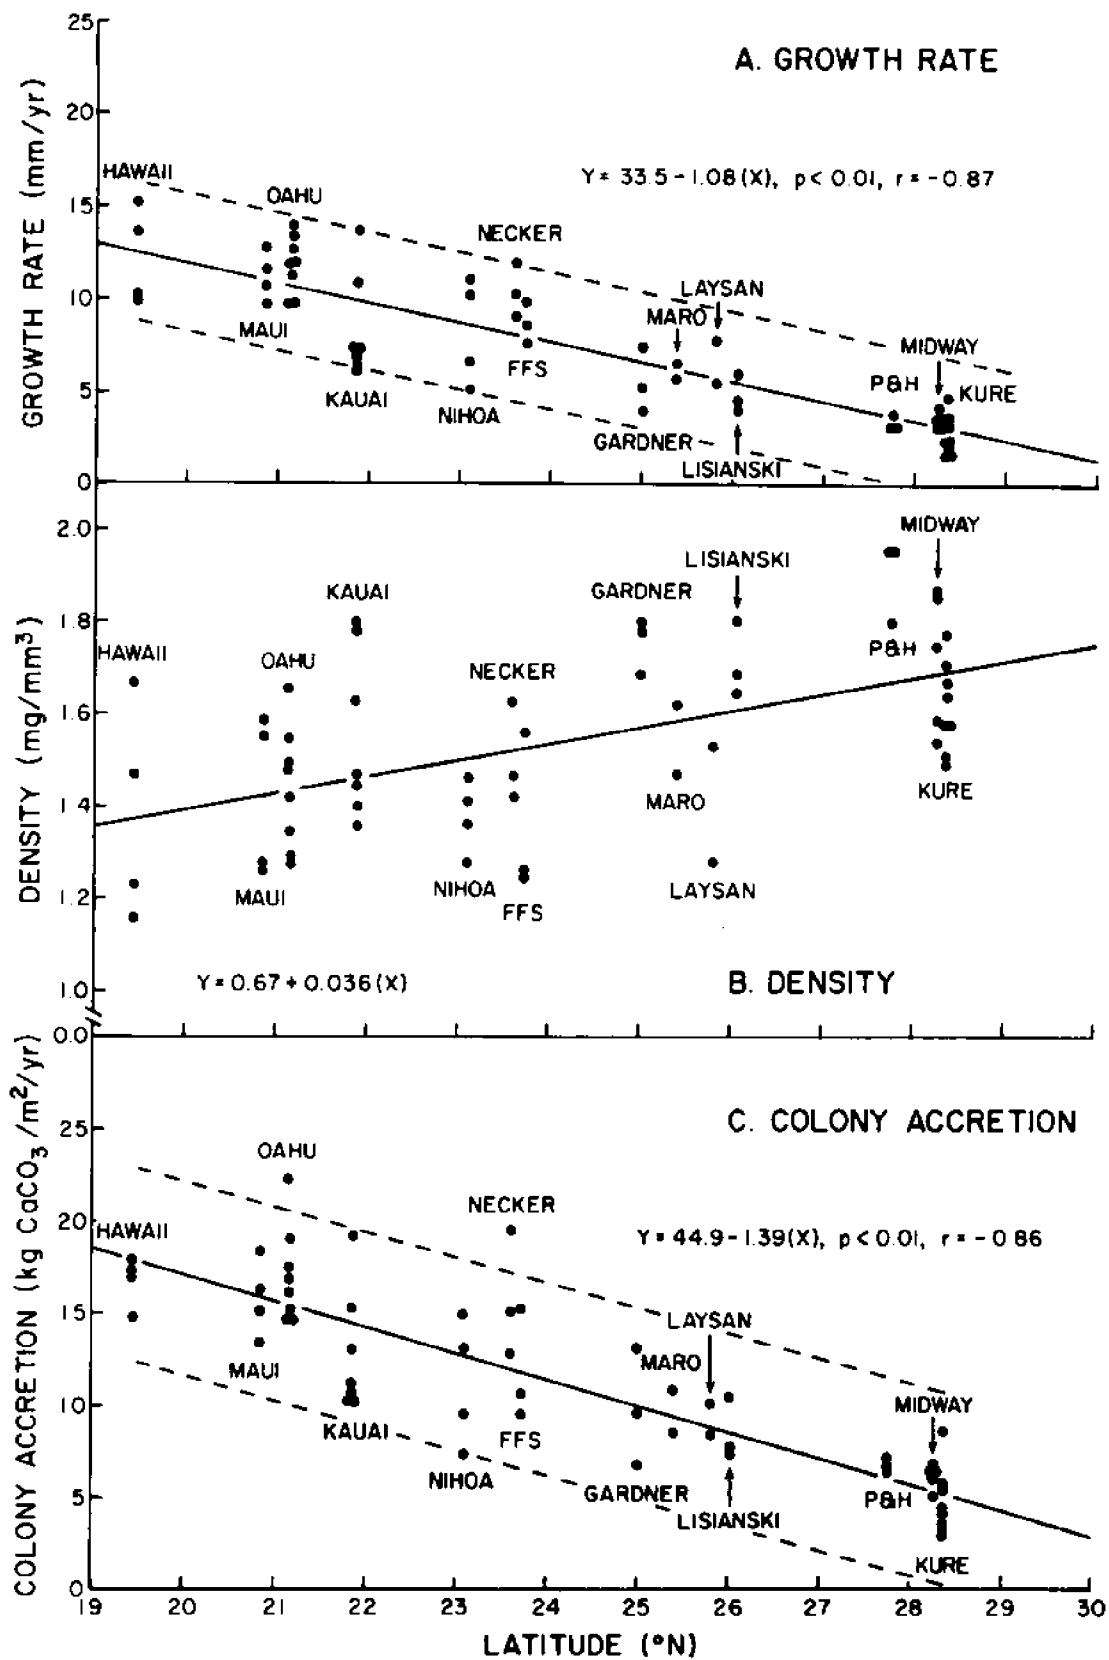 25
A. GROWTH RATE
20
HAWAII
Y = 33.5 - 1.08(X), p < 0.01, r = -0.87
OAHU
15
NECKER
LAYSAN
10
MARO
MAUI
MIDWAY
FFS
P&H
KURE
5
KAUAI
NIHOA
GARDNER
LISIANSKI
0
GROWTH RATE (mm/yr)
2.0
MIDWAY
LISIANSKI
KAUAI
GARDNER
1.8
HAWAII
OAHU
P&H
NECKER
1.6
1.4
MARO
KURE
MAUI
NIHOA
LAYSAN
1.2
FFS
Y = 0.67 + 0.036(X)
B. DENSITY
1.0
0.0
DENSITY (mg/mm³)
C. COLONY ACCRETION
25
OAHU
NECKER
20
HAWAII
Y = 44.9 - 1.39(X), p < 0.01, r = - 0 86
15
LAYSAN
MARO
MAUI
10
MIDWAY
KAUAI
FFS
NIHOA
GARDNER
P&H
5
LISIANSKI
KURE
0
COLONY ACCRETION (kg CaCO₃/m²/yr)
19 20 21 22 23 24 25 26 27 28 29 30
LATITUDE (°N)